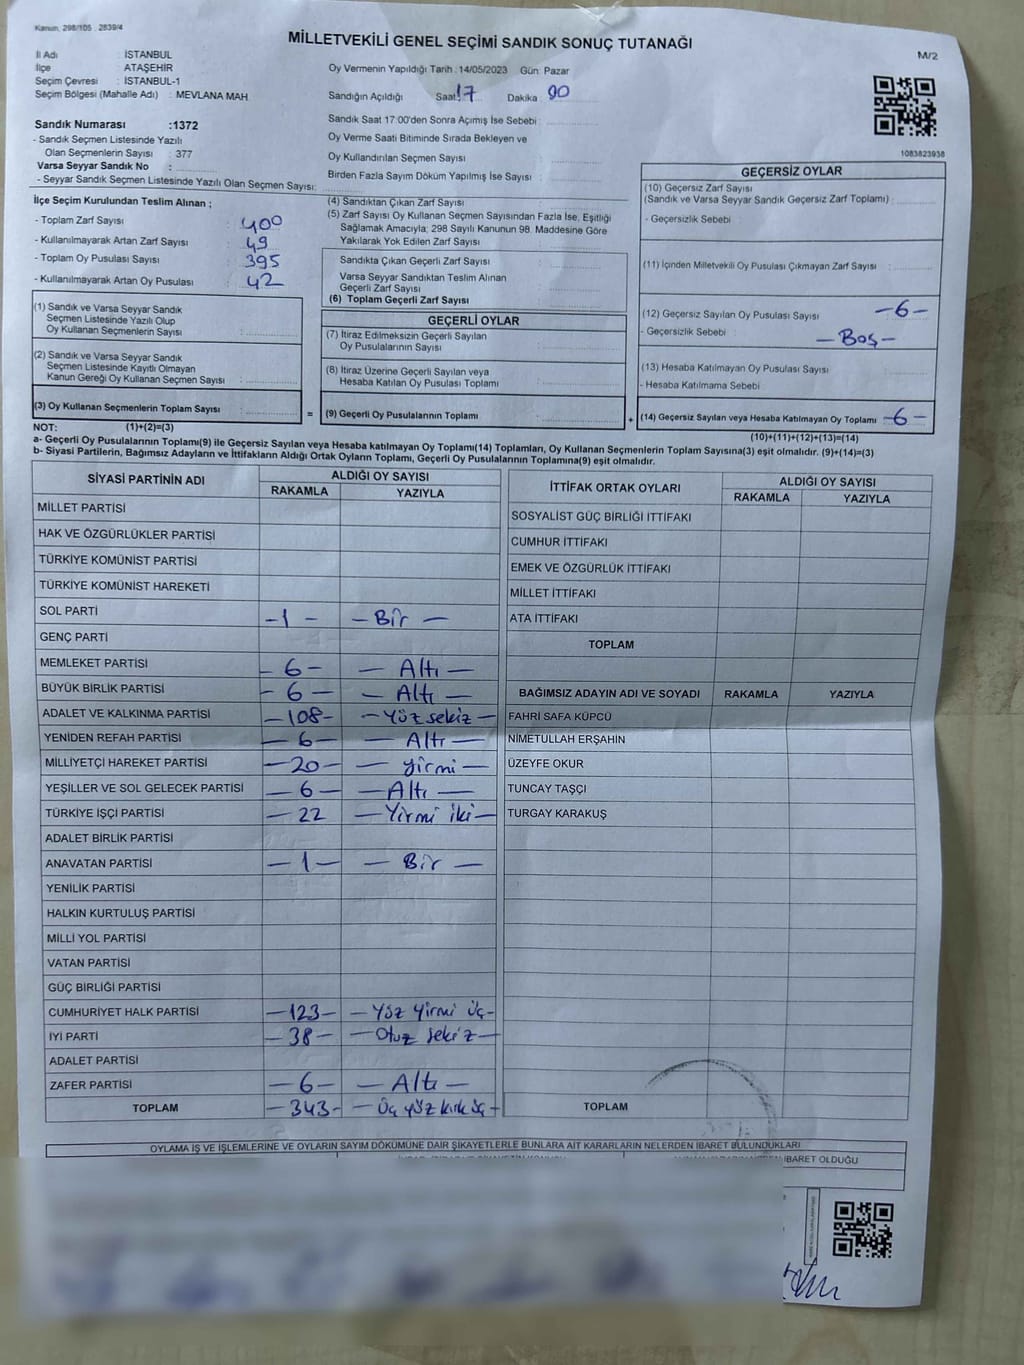 Kanun, 298/105 , 2839/4
MİLLETVEKİLİ GENEL SEÇİMİ SANDIK SONUÇ TUTANAĞI
M/2
İl Adı : İSTANBUL
İlçe : ATAŞEHİR
Seçim Çevresi : İSTANBUL-1
Seçim Bölgesi (Mahalle Adı) : MEVLANA MAH.
Sandık Numarası :1372
- Sandık Seçmen Listesinde Yazılı
Olan Seçmenlerin Sayısı : 377
Varsa Seyyar Sandık No :
- Seyyar Sandık Seçmen Listesinde Yazılı Olan Seçmen Sayısı:
Oy Vermenin Yapıldığı Tarih : 14/05/2023 Gün: Pazar
Sandığın Açıldığı Saat: 17 Dakika 00
Sandık Saat 17:00'den Sonra Açımış İse Sebebi :
Oy Verme Saati Bitiminde Sırada Bekleyen ve
Oy Kullandırılan Seçmen Sayısı :
Birden Fazla Sayım Döküm Yapılmış İse Sayısı :
1083823938
İlçe Seçim Kurulundan Teslim Alınan ;
- Toplam Zarf Sayısı : 400
- Kullanılmayarak Artan Zarf Sayısı : 49
- Toplam Oy Pusulası Sayısı : 395
- Kullanılmayarak Artan Oy Pusulası : 42
(4) Sandıktan Çıkan Zarf Sayısı :
(5) Zarf Sayısı Oy Kullanan Seçmen Sayısından Fazla İse, Eşitliği
Sağlamak Amacıyla; 298 Sayılı Kanunun 98. Maddesine Göre
Yakılarak Yok Edilen Zarf Sayısı :
Sandıkta Çıkan Geçerli Zarf Sayısı :
Varsa Seyyar Sandıktan Teslim Alınan
Geçerli Zarf Sayısı :
(6) Toplam Geçerli Zarf Sayısı :
GEÇERSİZ OYLAR
(10) Geçersiz Zarf Sayısı
(Sandık ve Varsa Seyyar Sandık Geçersiz Zarf Toplamı) :
- Geçersizlik Sebebi :
(11) İçinden Milletvekili Oy Pusulası Çıkmayan Zarf Sayısı :
(12) Geçersiz Sayılan Oy Pusulası Sayısı : -6-
- Geçersizlik Sebebi : - Boş -
(13) Hesaba Katılmayan Oy Pusulası Sayısı :
- Hesaba Katılmama Sebebi :
(14) Geçersiz Sayılan veya Hesaba Katılmayan Oy Toplamı : -6-
(10)+(11)+(12)+(13)=(14)
(1) Sandık ve Varsa Seyyar Sandık
Seçmen Listesinde Yazılı Olup
Oy Kullanan Seçmenlerin Sayısı :
(2) Sandık ve Varsa Seyyar Sandık
Seçmen Listesinde Kayıtlı Olmayan
Kanun Gereği Oy Kullanan Seçmen Sayısı :
(3) Oy Kullanan Seçmenlerin Toplam Sayısı :
=
GEÇERLİ OYLAR
(7) İtiraz Edilmeksizin Geçerli Sayılan
Oy Pusulalarının Sayısı :
(8) İtiraz Üzerine Geçerli Sayılan veya
Hesaba Katılan Oy Pusulası Toplamı :
(9) Geçerli Oy Pusulalarının Toplamı :
+
NOT: (1)+(2)=(3)
a- Geçerli Oy Pusulalarının Toplamı(9) ile Geçersiz Sayılan veya Hesaba katılmayan Oy Toplamı(14) Toplamları, Oy Kullanan Seçmenlerin Toplam Sayısına(3) eşit olmalıdır. (9)+(14)=(3)
b- Siyasi Partilerin, Bağımsız Adayların ve İttifakların Aldığı Ortak Oyların Toplamı, Geçerli Oy Pusulalarının Toplamına(9) eşit olmalıdır.
SİYASİ PARTİNİN ADI ALDIĞI OY SAYISI
RAKAMLA YAZIYLA
MİLLET PARTİSİ
HAK VE ÖZGÜRLÜKLER PARTİSİ
TÜRKİYE KOMÜNİST PARTİSİ
TÜRKİYE KOMÜNİST HAREKETİ
SOL PARTİ -1- - Bir -
GENÇ PARTİ
MEMLEKET PARTİSİ - 6 - - Altı -
BÜYÜK BİRLİK PARTİSİ - 6 - - Altı -
ADALET VE KALKINMA PARTİSİ -108- - Yüz sekiz -
YENİDEN REFAH PARTİSİ - 6 - - Altı -
MİLLİYETÇİ HAREKET PARTİSİ -20- - yirmi -
YEŞİLLER VE SOL GELECEK PARTİSİ - 6 - - Altı -
TÜRKİYE İŞÇİ PARTİSİ - 22 - Yirmi iki -
ADALET BİRLİK PARTİSİ
ANAVATAN PARTİSİ - 1 - - Bir -
YENİLİK PARTİSİ
HALKIN KURTULUŞ PARTİSİ
MİLLİ YOL PARTİSİ
VATAN PARTİSİ
GÜÇ BİRLİĞİ PARTİSİ
CUMHURİYET HALK PARTİSİ -123- - Yüz Yirmi üç -
İYİ PARTİ - 38 - - Otuz sekiz -
ADALET PARTİSİ
ZAFER PARTİSİ - 6 - - Altı -
TOPLAM -343- - Üç yüz kırk üç -
İTTİFAK ORTAK OYLARI ALDIĞI OY SAYISI
RAKAMLA YAZIYLA
SOSYALİST GÜÇ BİRLİĞİ İTTİFAKI
CUMHUR İTTİFAKI
EMEK VE ÖZGÜRLÜK İTTİFAKI
MİLLET İTTİFAKI
ATA İTTİFAKI
TOPLAM
BAĞIMSIZ ADAYIN ADI VE SOYADI RAKAMLA YAZIYLA
FAHRİ SAFA KÜPCÜ
NİMETULLAH ERŞAHİN
ÜZEYFE OKUR
TUNCAY TAŞÇI
TURGAY KARAKUŞ
TOPLAM
OYLAMA İŞ VE İŞLEMLERİNE VE OYLARIN SAYIM DÖKÜMÜNE DAİR ŞİKAYETLERLE BUNLARA AİT KARARLARIN NELERDEN İBARET BULUNDUKLARI
İBARET OLDUĞU